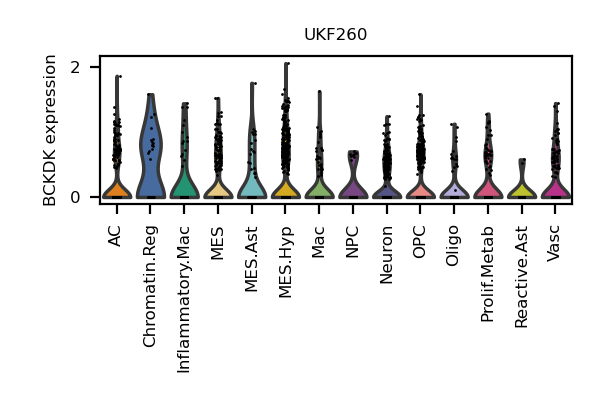 UKF260
BCKDK expression
2
0
AC
Chromatin.Reg
Inflammatory.Mac
MES
MES.Ast
MES.Hyp
Mac
NPC
Neuron
OPC
Oligo
Prolif.Metab
Reactive.Ast
Vasc